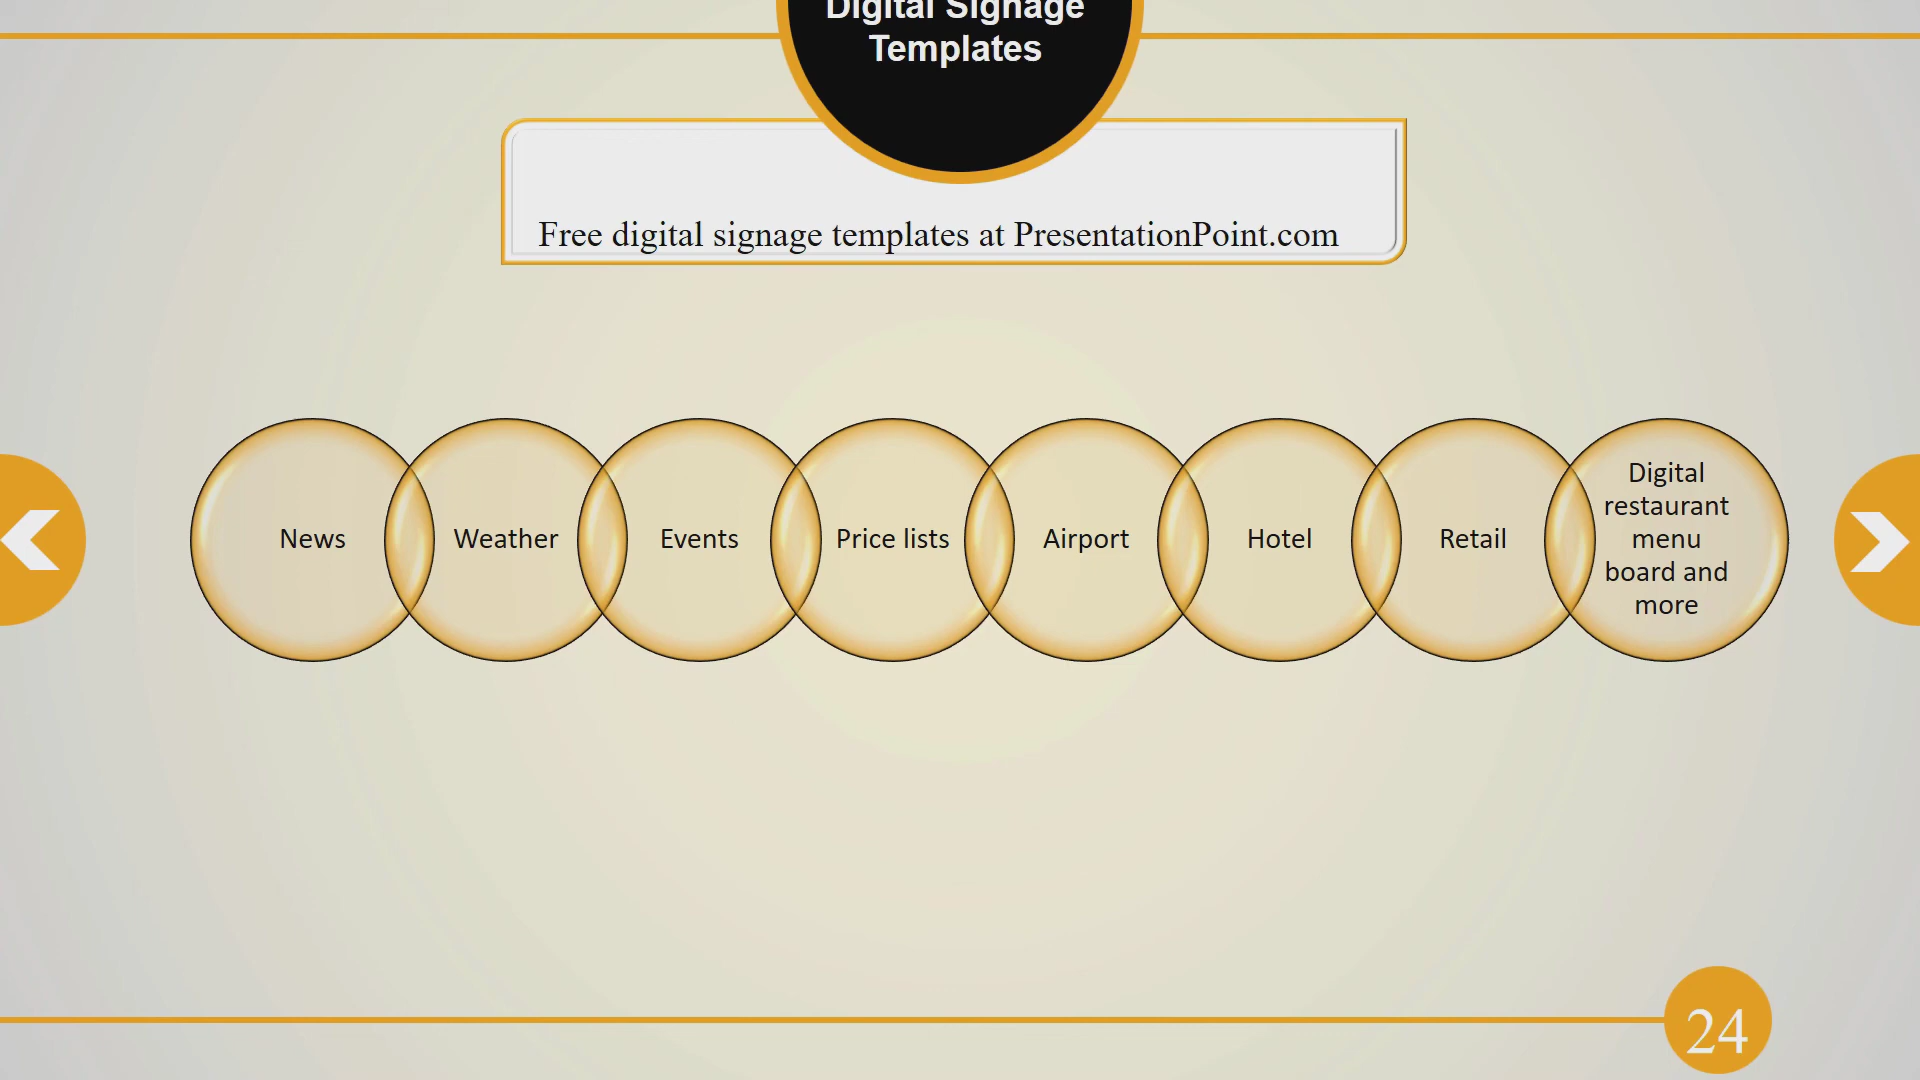 Digital Signage
Templates
Free digital signage templates at PresentationPoint.com
News
Weather
Events
Price lists
Airport
Hotel
Retail
Digital
restaurant
menu
board and
more
24